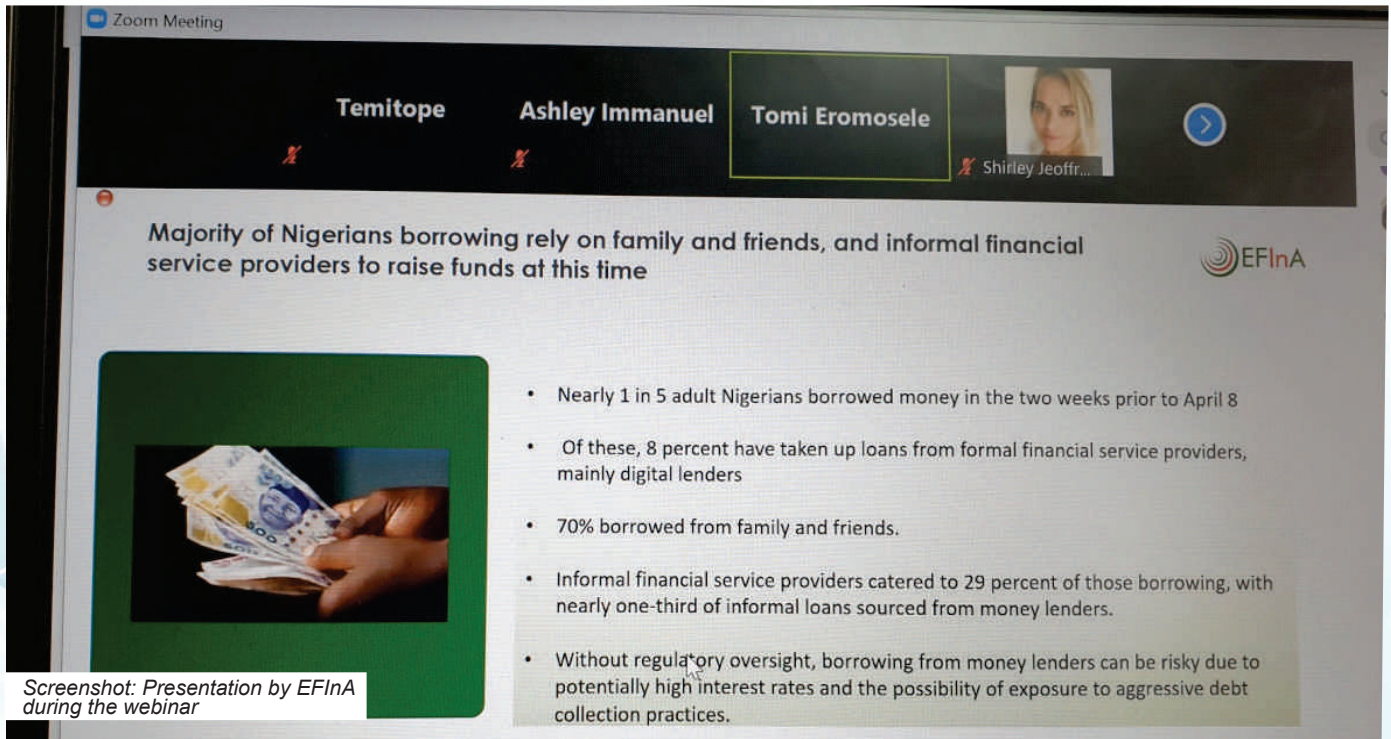 Zoom Meeting
Temitope
Ashley Immanuel
Tomi Eromosele
Shirley Jeoffr...
Majority of Nigerians borrowing rely on family and friends, and informal financial
service providers to raise funds at this time
EFInA
• Nearly 1 in 5 adult Nigerians borrowed money in the two weeks prior to April 8
• Of these, 8 percent have taken up loans from formal financial service providers,
mainly digital lenders
• 70% borrowed from family and friends.
• Informal financial service providers catered to 29 percent of those borrowing, with
nearly one-third of informal loans sourced from money lenders.
• Without regulatory oversight, borrowing from money lenders can be risky due to
potentially high interest rates and the possibility of exposure to aggressive debt
collection practices.
500
Screenshot: Presentation by EFInA
during the webinar